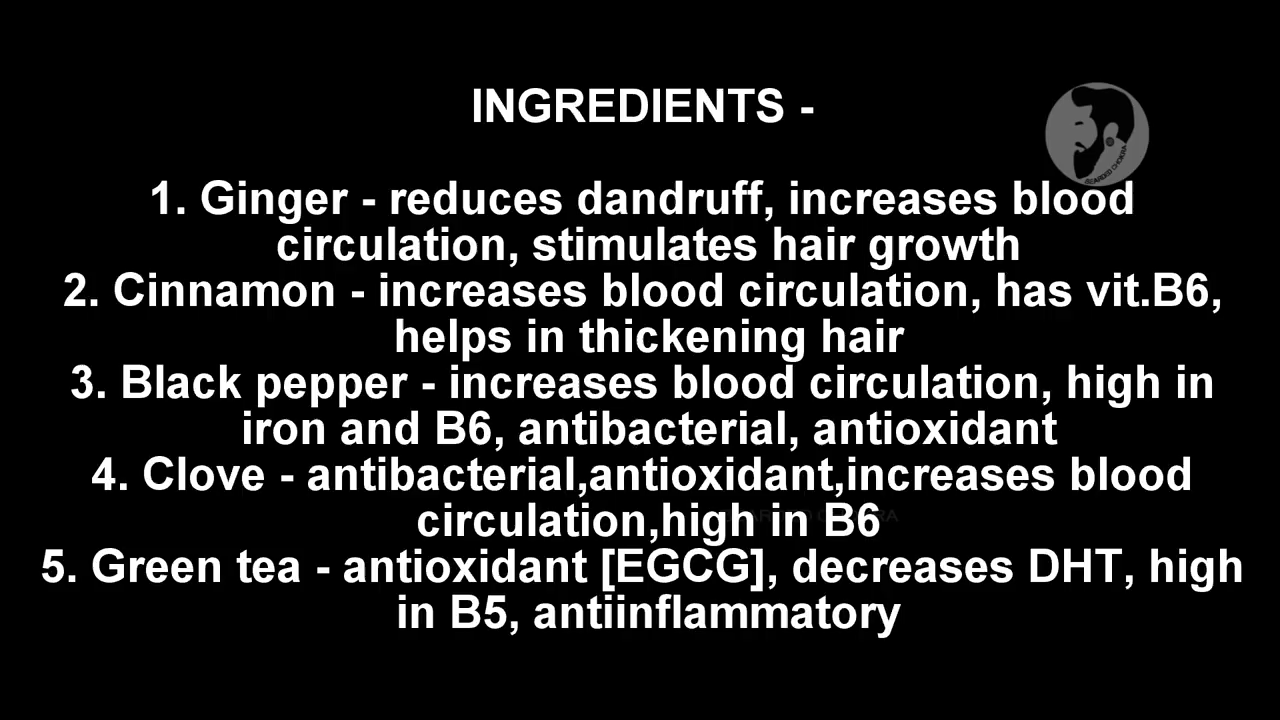 INGREDIENTS -
BEARDED CHOKRA
1. Ginger - reduces dandruff, increases blood
circulation, stimulates hair growth
2. Cinnamon - increases blood circulation, has vit.B6,
helps in thickening hair
3. Black pepper - increases blood circulation, high in
iron and B6, antibacterial, antioxidant
4. Clove - antibacterial,antioxidant,increases blood
circulation,high in B6
5. Green tea - antioxidant [EGCG], decreases DHT, high
in B5, antiinflammatory